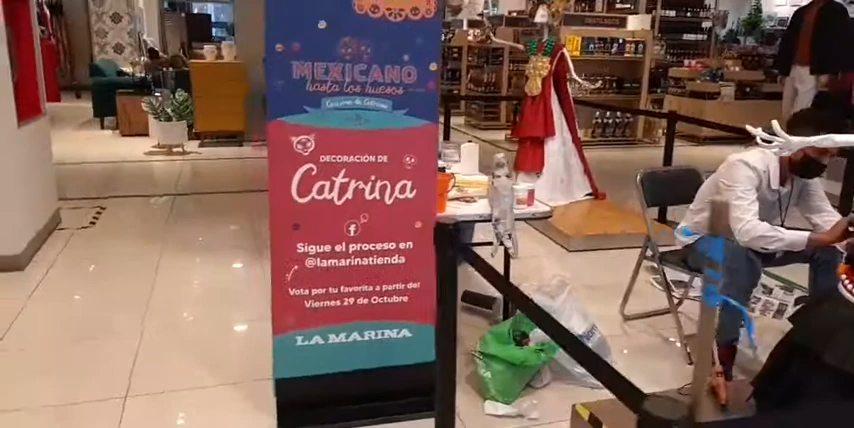 MEXICANO
hasta los huesos
Concurso de Catrinas
DECORACIÓN DE
Catrina
f
Sigue el proceso en
@lamarinatienda
Vota por tu favorita a partir del
Viernes 29 de Octubre
LA MARINA
DESTILADOS